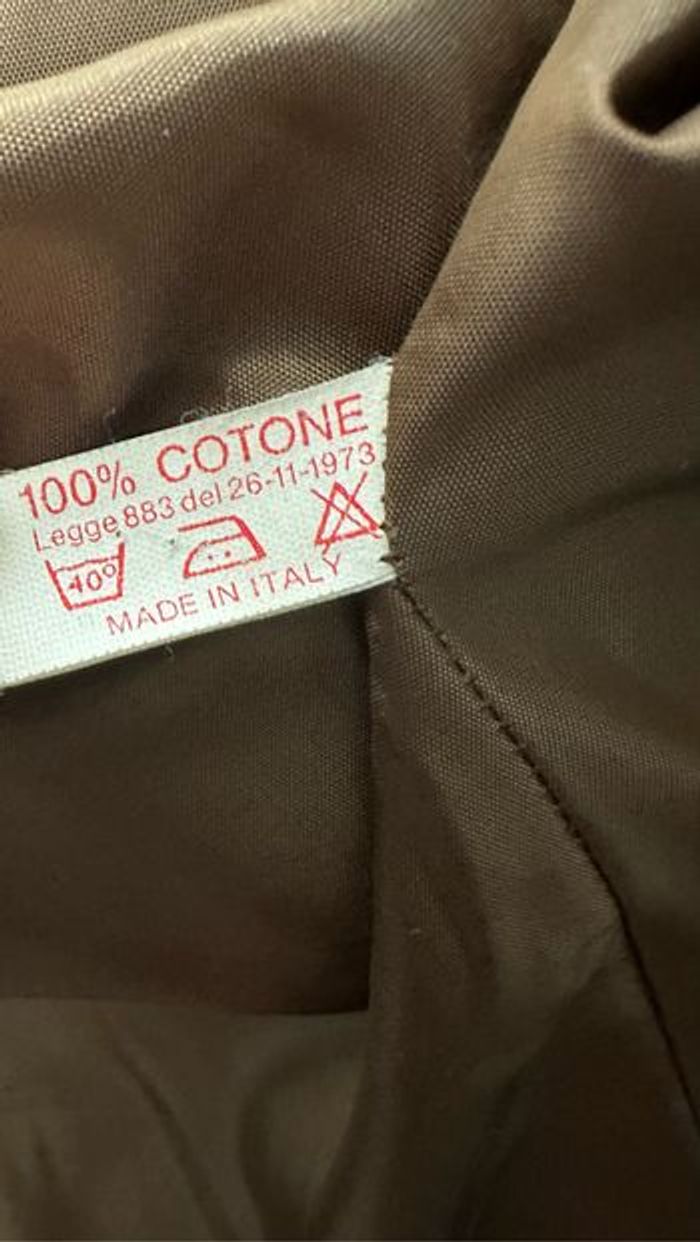 100% COTONE
Legge 883 del 26-11-1973
40°
MADE IN ITALY